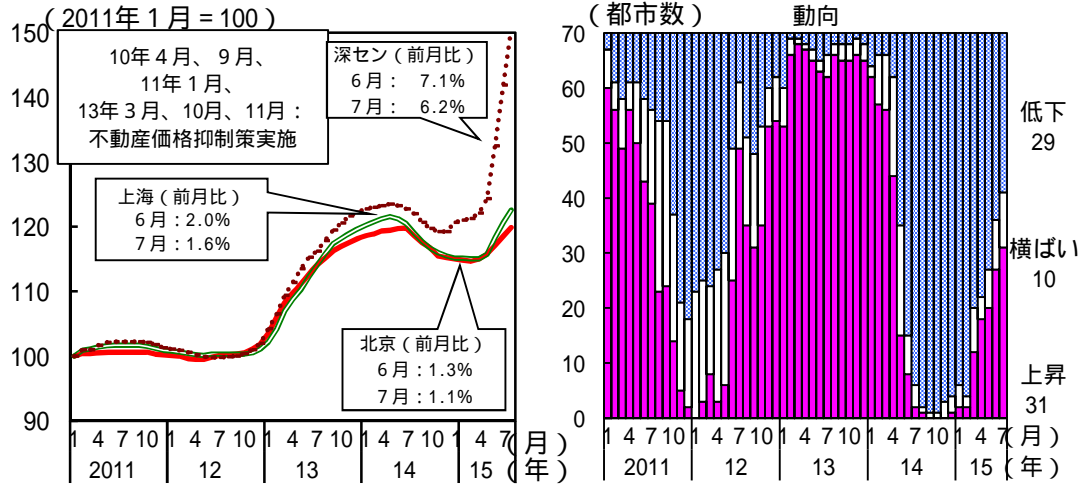 （2011年１月＝100）
150
140
130
120
110
100
90
10年４月、９月、
11年１月、
13年３月、10月、11月：
不動産価格抑制策実施
深セン（前月比）
６月：　7.1%
７月：　6.2%
上海（前月比）
６月：2.0%
７月：1.6%
北京（前月比）
６月：1.3%
７月：1.1%
1 4 7 10 1 4 7 10 1 4 7 10 1 4 7 10 1 4 7（月）
2011 12 13 14 15（年）
（都市数）
動向
70
60
50
40
30
20
10
0
低下
29
横ばい
10
上昇
31
1 4 7 10 1 4 7 10 1 4 7 10 1 4 7 10 1 4 7（月）
2011 12 13 14 15（年）